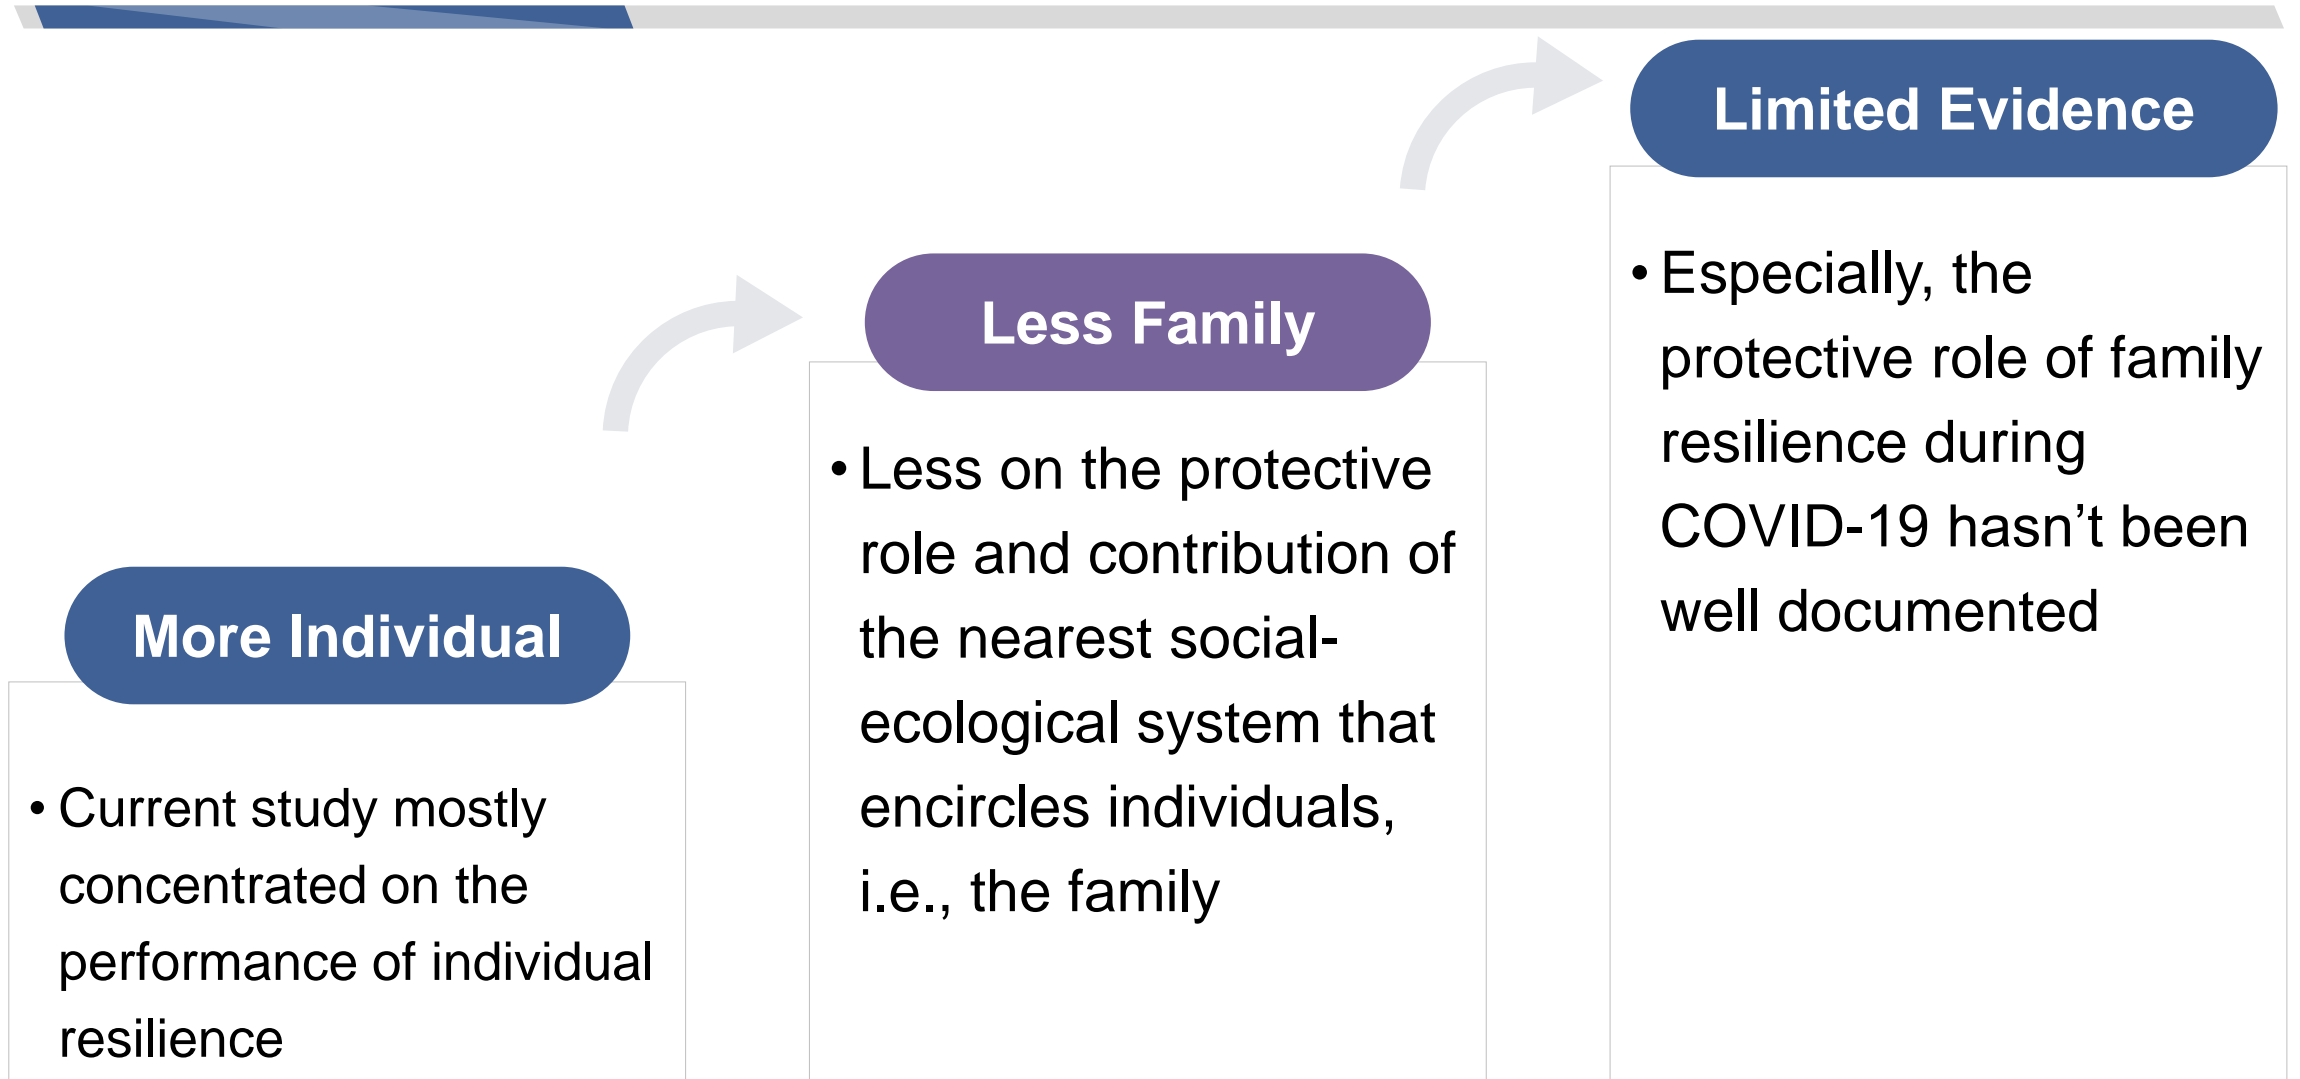 More Individual
• Current study mostly
concentrated on the
performance of individual
resilience
Less Family
• Less on the protective
role and contribution of
the nearest social-
ecological system that
encircles individuals,
i.e., the family
Limited Evidence
• Especially, the
protective role of family
resilience during
COVID-19 hasn’t been
well documented